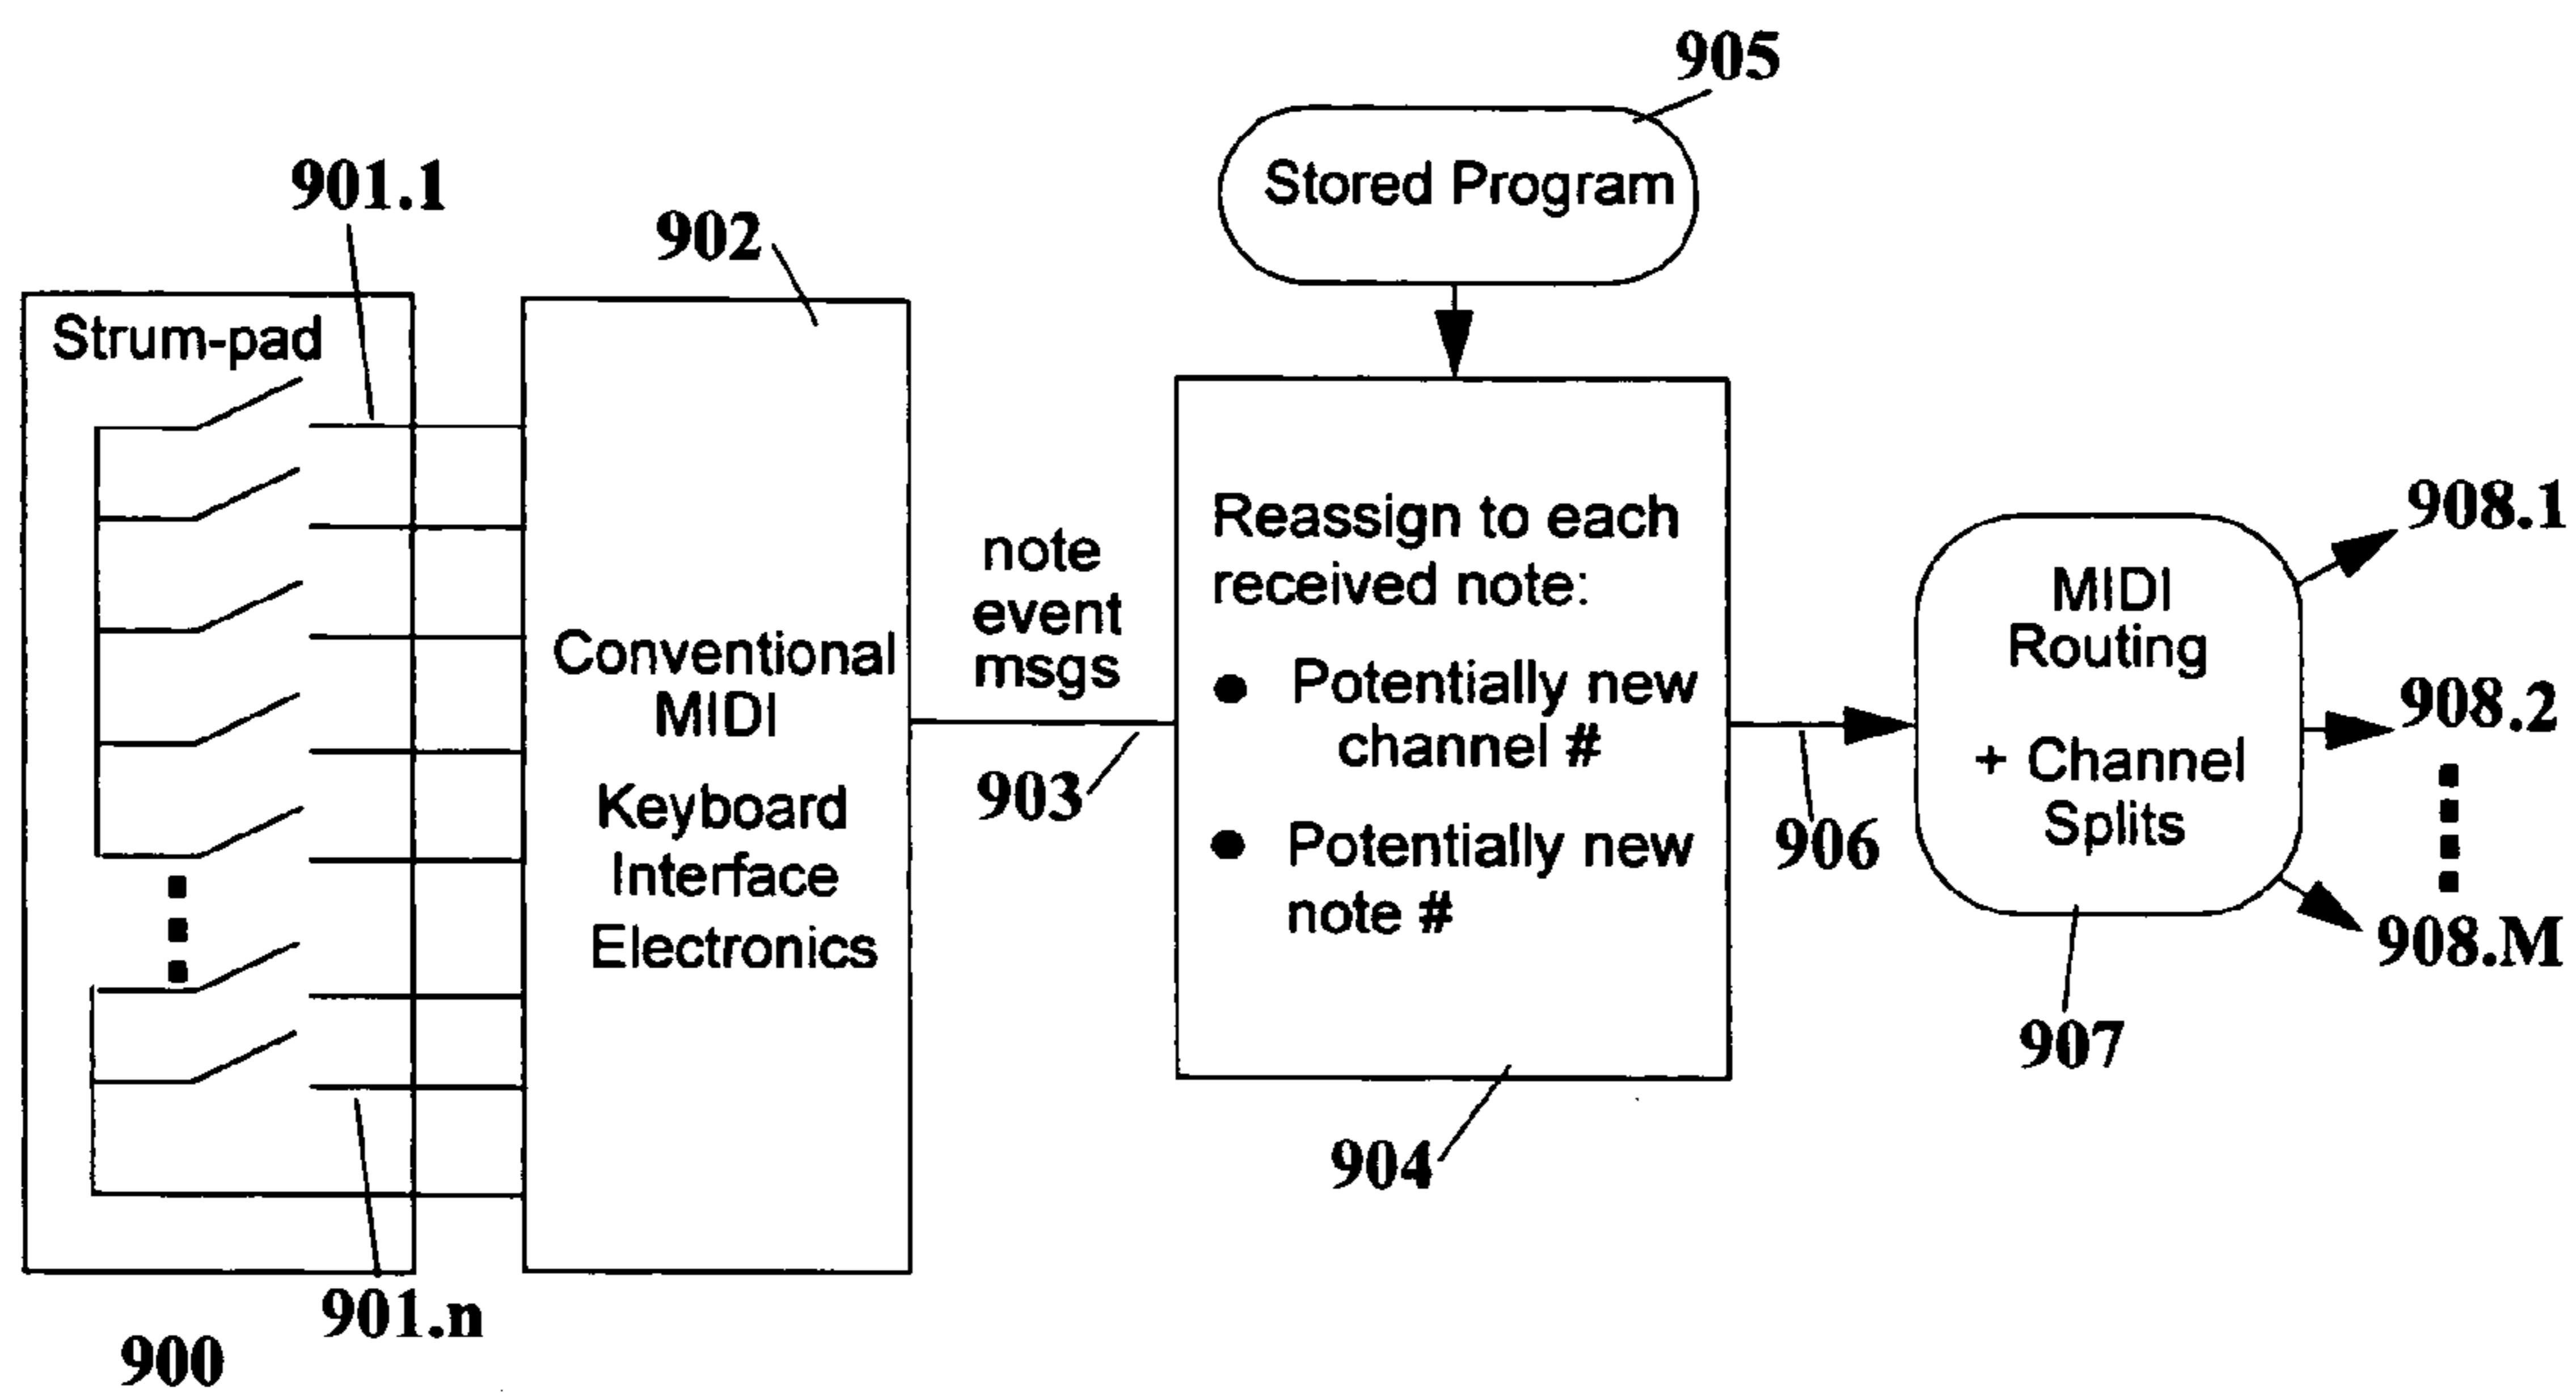 905
Stored Program
901.1
902
Strum-pad
Conventional
MIDI
Keyboard
Interface
Electronics
note
event
msgs
903
Reassign to each
received note:
● Potentially new
channel #
● Potentially new
note #
904
906
MIDI
Routing
+ Channel
Splits
907
908.1
908.2
908.M
901.n
900